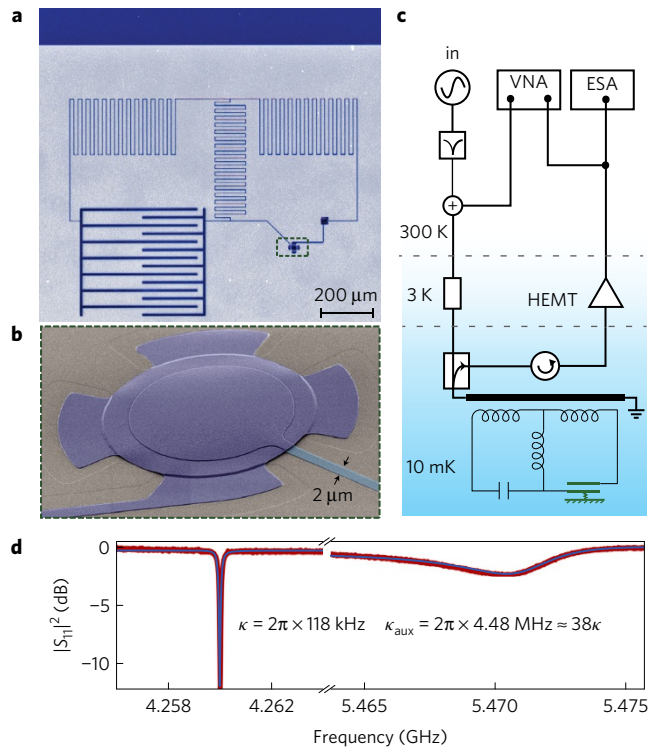 a
200 μm
b
2 μm
c
in
VNA
ESA
+
300 K
3 K
HEMT
10 mK
d
0
−5
−10
|S₁₁|² (dB)
κ = 2π × 118 kHz
κaux = 2π × 4.48 MHz ≈ 38κ
4.258
4.262
5.465
5.470
5.475
Frequency (GHz)